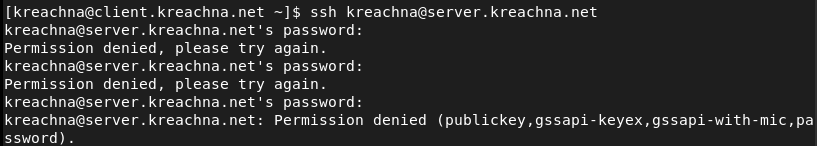 [kreachna@client.kreachna.net ~]$ ssh kreachna@server.kreachna.net
kreachna@server.kreachna.net's password:
Permission denied, please try again.
kreachna@server.kreachna.net's password:
Permission denied, please try again.
kreachna@server.kreachna.net's password:
kreachna@server.kreachna.net: Permission denied (publickey,gssapi-keyex,gssapi-with-mic,pa
ssword).